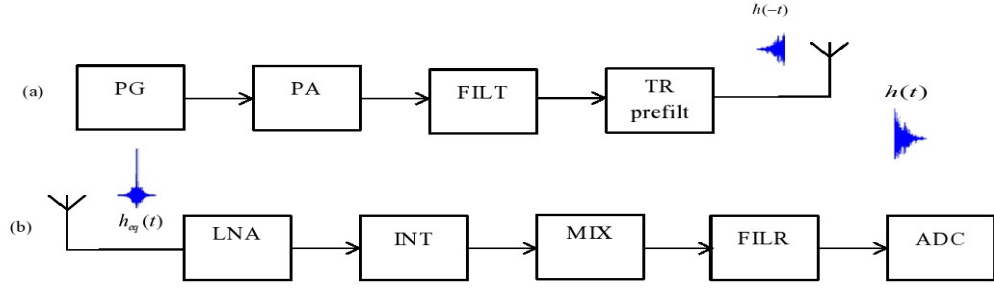 h(−t)
(a)
PG
PA
FILT
TR
prefilt
h(t)
(b)
h_eq(t)
LNA
INT
MIX
FILR
ADC